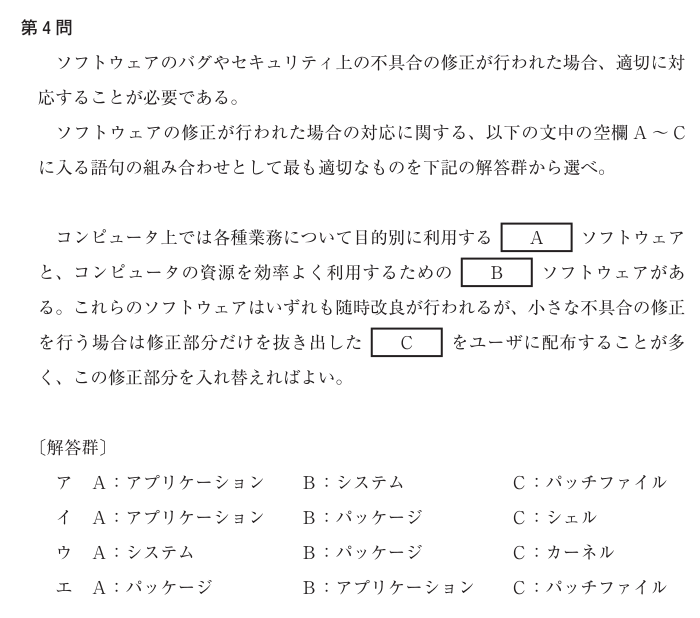 第4問
ソフトウェアのバグやセキュリティ上の不具合の修正が行われた場合、適切に対
応することが必要である。
ソフトウェアの修正が行われた場合の対応に関する、以下の文中の空欄A～C
に入る語句の組み合わせとして最も適切なものを下記の解答群から選べ。
コンピュータ上では各種業務について目的別に利用する A ソフトウェア
と、コンピュータの資源を効率よく利用するための B ソフトウェアがあ
る。これらのソフトウェアはいずれも随時改良が行われるが、小さな不具合の修正
を行う場合は修正部分だけを抜き出した C をユーザに配布することが多
く、この修正部分を入れ替えればよい。
〔解答群〕
ア A：アプリケーション B：システム C：パッチファイル
イ A：アプリケーション B：パッケージ C：シェル
ウ A：システム B：パッケージ C：カーネル
エ A：パッケージ B：アプリケーション C：パッチファイル